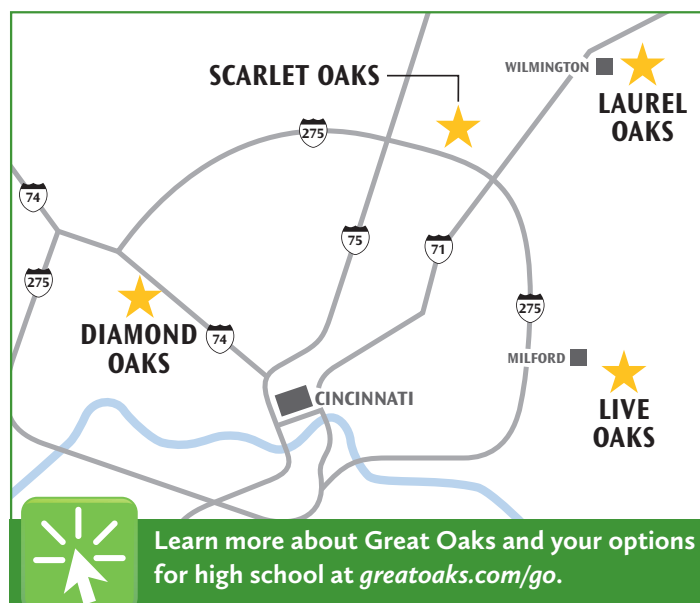 WILMINGTON
SCARLET OAKS
LAUREL
OAKS
275
74
75
71
275
275
DIAMOND
OAKS
74
MILFORD
CINCINNATI
LIVE
OAKS
Learn more about Great Oaks and your options
for high school at greatoaks.com/go.